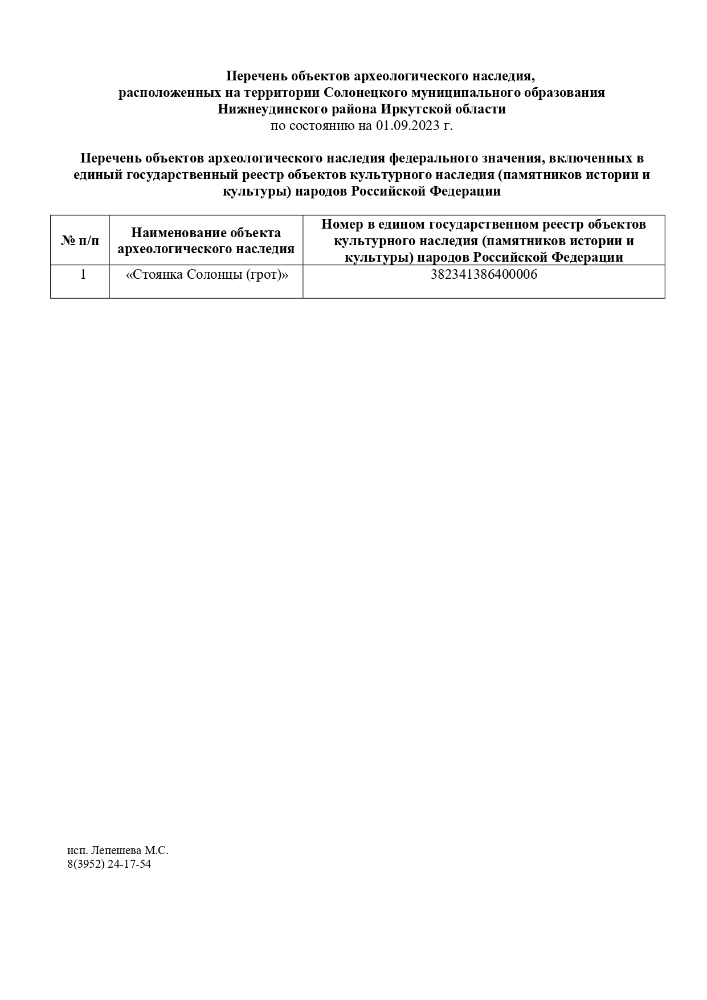 Перечень объектов археологического наследия,
расположенных на территории Солонецкого муниципального образования
Нижнеудинского района Иркутской области
по состоянию на 01.09.2023 г.
Перечень объектов археологического наследия федерального значения, включенных в
единый государственный реестр объектов культурного наследия (памятников истории и
культуры) народов Российской Федерации
№ п/п
Наименование объекта
археологического наследия
Номер в едином государственном реестр объектов
культурного наследия (памятников истории и
культуры) народов Российской Федерации
1
«Стоянка Солонцы (грот)»
382341386400006
исп. Лепешева М.С.
8(3952) 24-17-54